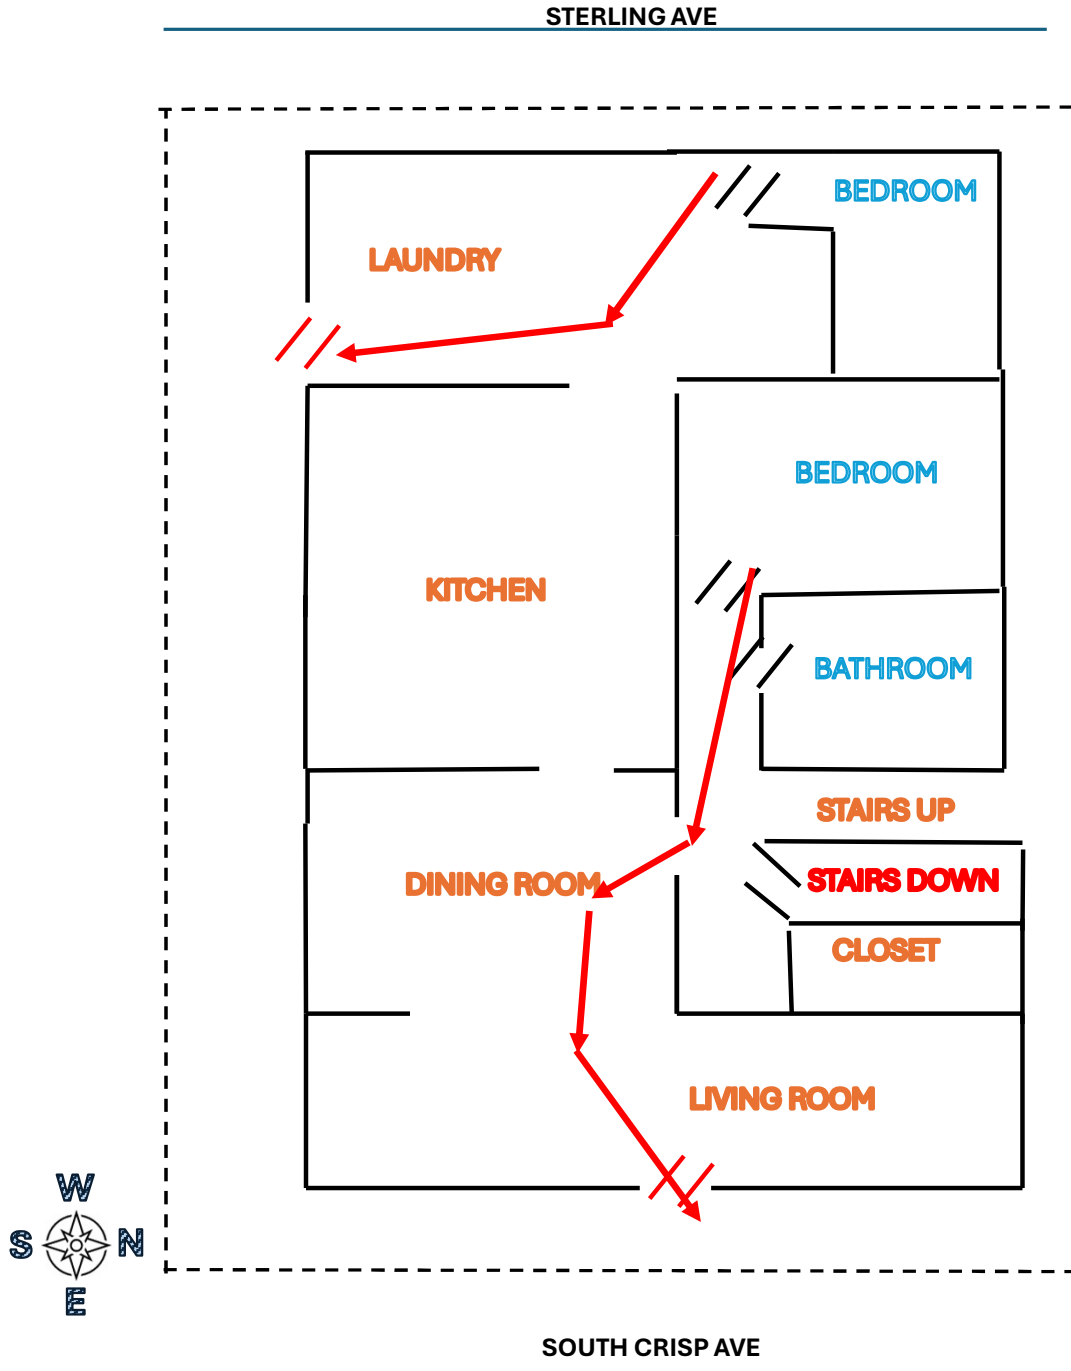 STERLING AVE
BEDROOM
LAUNDRY
BEDROOM
KITCHEN
BATHROOM
STAIRS UP
DINING ROOM
STAIRS DOWN
CLOSET
LIVING ROOM
W
S
N
E
SOUTH CRISP AVE